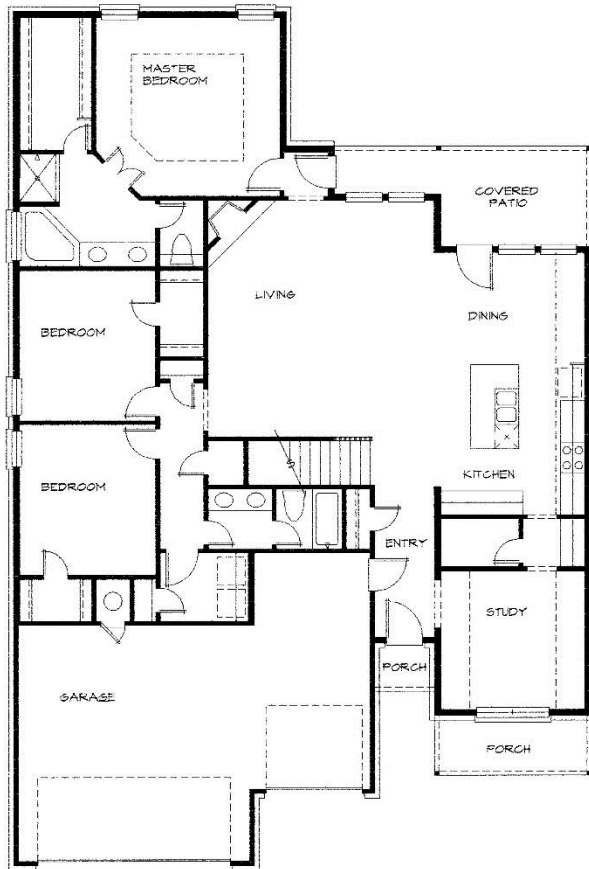 MASTER
BEDROOM
COVERED
PATIO
LIVING
DINING
BEDROOM
KITCHEN
BEDROOM
ENTRY
STUDY
PORCH
GARAGE
PORCH